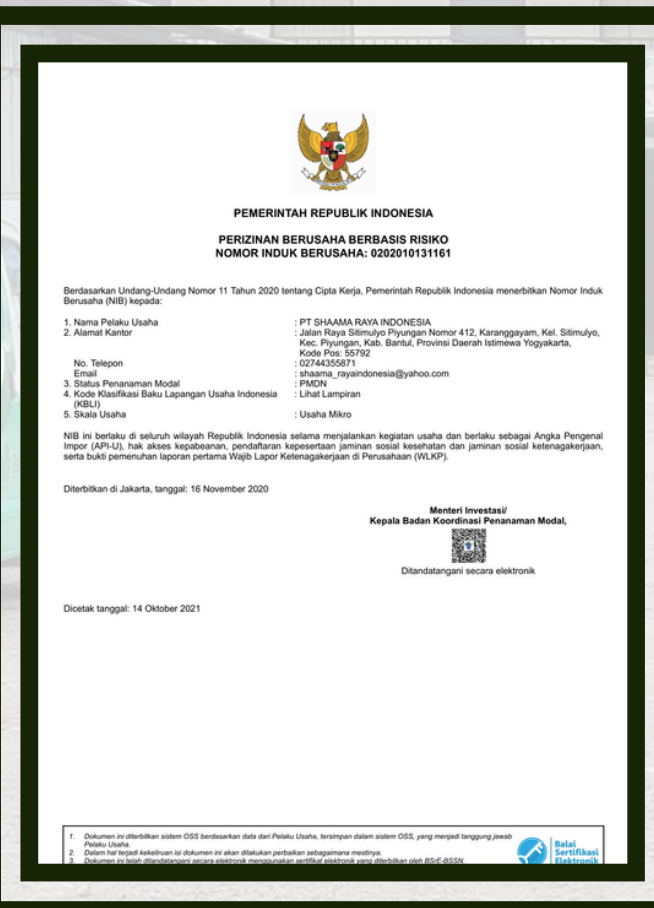 PEMERINTAH REPUBLIK INDONESIA
PERIZINAN BERUSAHA BERBASIS RISIKO
NOMOR INDUK BERUSAHA: 0202010131161
Berdasarkan Undang-Undang Nomor 11 Tahun 2020 tentang Cipta Kerja, Pemerintah Republik Indonesia menerbitkan Nomor Induk
Berusaha (NIB) kepada:
1. Nama Pelaku Usaha : PT SHAAMA RAYA INDONESIA
2. Alamat Kantor : Jalan Raya Sitimulyo Piyungan Nomor 412, Karanggayam, Kel. Sitimulyo,
Kec. Piyungan, Kab. Bantul, Provinsi Daerah Istimewa Yogyakarta,
Kode Pos: 55792
No. Telepon : 02744355871
Email : shaama_rayaindonesia@yahoo.com
3. Status Penanaman Modal : PMDN
4. Kode Klasifikasi Baku Lapangan Usaha Indonesia : Lihat Lampiran
(KBLI)
5. Skala Usaha : Usaha Mikro
NIB ini berlaku di seluruh wilayah Republik Indonesia selama menjalankan kegiatan usaha dan berlaku sebagai Angka Pengenal
Impor (API-U), hak akses kepabeanan, pendaftaran kepesertaan jaminan sosial kesehatan dan jaminan sosial ketenagakerjaan,
serta bukti pemenuhan laporan pertama Wajib Lapor Ketenagakerjaan di Perusahaan (WLKP).
Diterbitkan di Jakarta, tanggal: 16 November 2020
Menteri Investasi/
Kepala Badan Koordinasi Penanaman Modal,
Ditandatangani secara elektronik
Dicetak tanggal: 14 Oktober 2021
1. Dokumen ini diterbitkan sistem OSS berdasarkan data dari Pelaku Usaha, tersimpan dalam sistem OSS, yang menjadi tanggung jawab
Pelaku Usaha.
2. Dalam hal terjadi kekeliruan isi dokumen ini akan dilakukan perbaikan sebagaimana mestinya.
3. Dokumen ini telah ditandatangani secara elektronik menggunakan sertifikat elektronik yang diterbitkan oleh BSrE-BSSN.
Balai
Sertifikasi
Elektronik